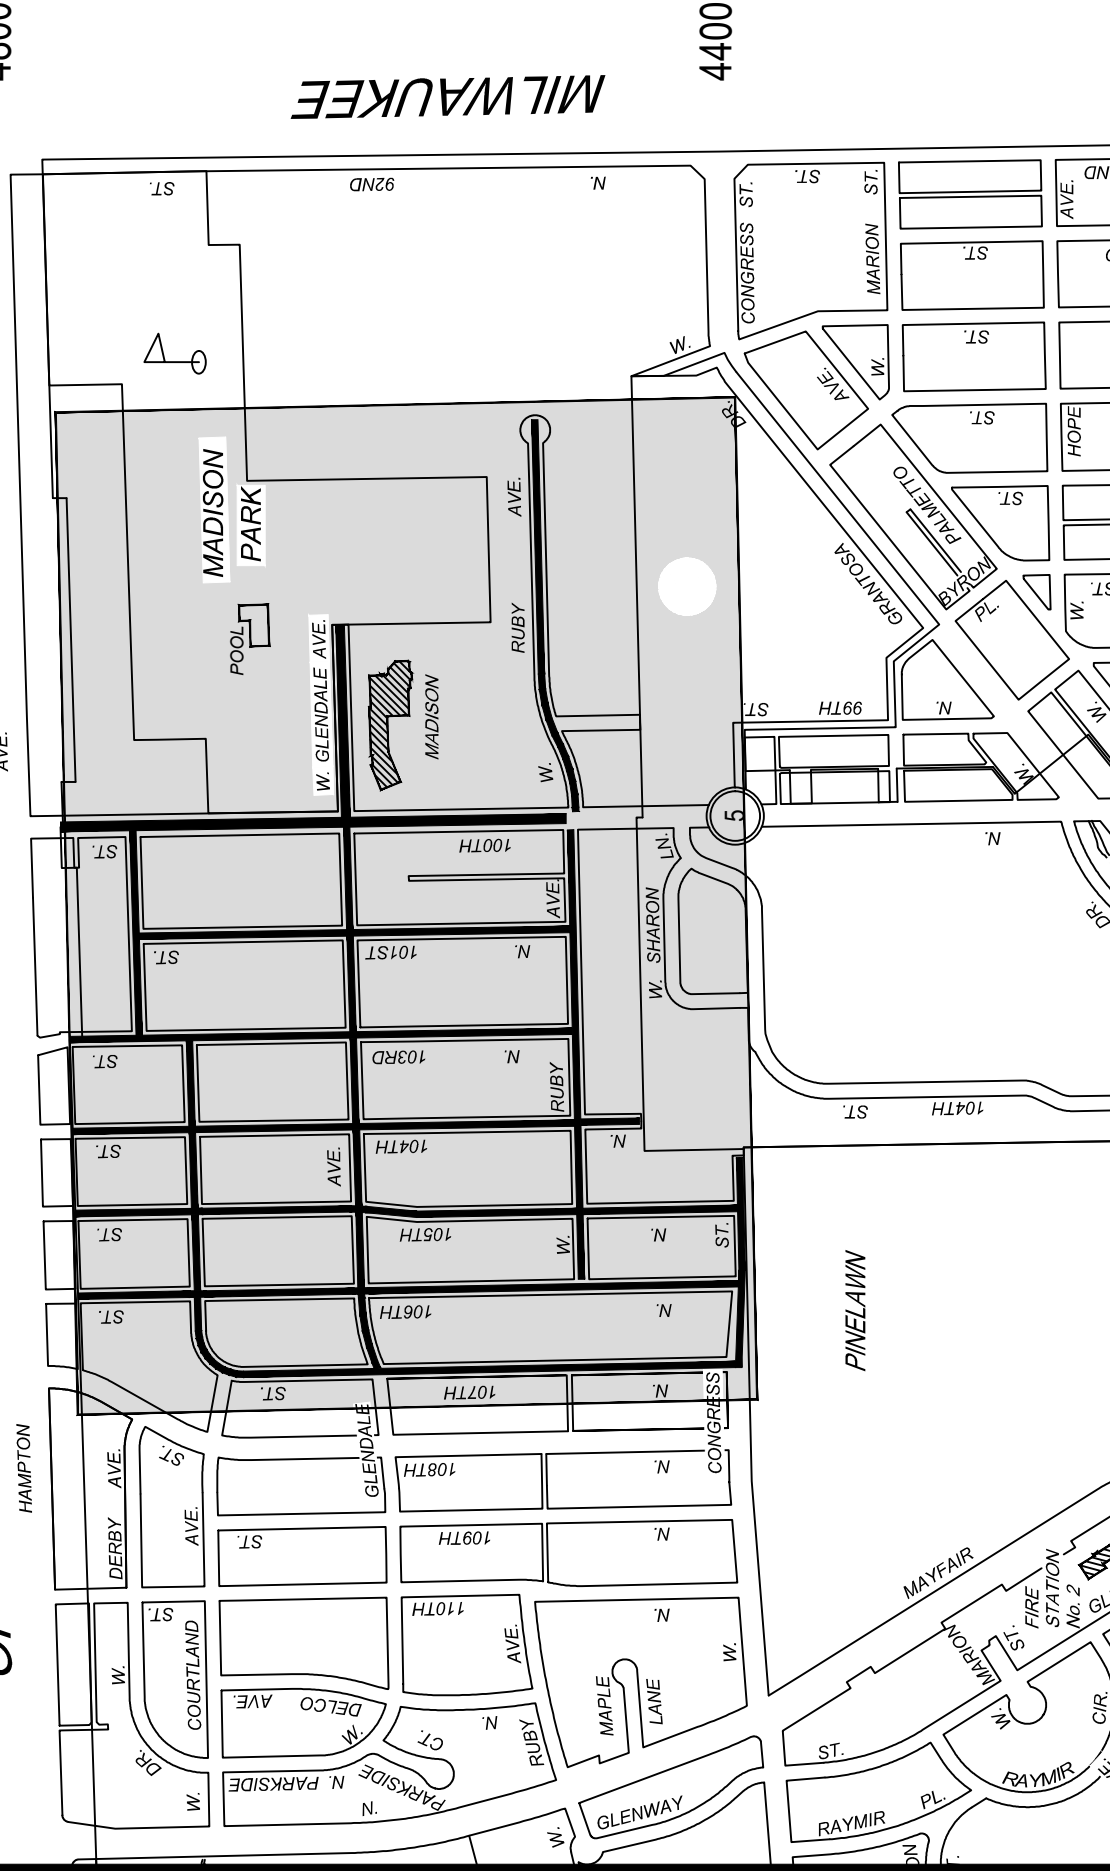 4400
MILWAUKEE
ST.
92ND
N.
CONGRESS ST.
ST.
MARION ST.
AVE.
ST.
W.
ST.
AVE.
W.
DR.
ST.
HOPE
MADISON
PARK
AVE.
PALMETTO
ST.
GRANTOSA
BYRON
PL.
W.
POOL
W. GLENDALE AVE.
RUBY
MADISON
W.
AVE.
ST.
99TH
N.
W.
W.
5
N.
DR.
ST.
100TH
AVE.
LN.
W. SHARON
ST.
101ST
N.
ST.
103RD
N.
RUBY
ST.
104TH
ST.
104TH
N.
AVE.
ST.
105TH
W.
N.
ST.
ST.
106TH
N.
PINELAWN
ST.
107TH
N.
CONGRESS
GLENDALE
HAMPTON
DERBY AVE.
ST.
108TH
N.
AVE.
ST.
109TH
N.
MAYFAIR
FIRE
STATION
No. 2
ST.
110TH
N.
AVE.
W.
COURTLAND
AVE.
DELCO
W.
N.
CT.
PARKSIDE
N. PARKSIDE
N.
DR.
W.
RUBY
MAPLE
LANE
W.
MARION
ST.
W.
CIR.
ST.
RAYMIR
GLENWAY
W.
RAYMIR PL.